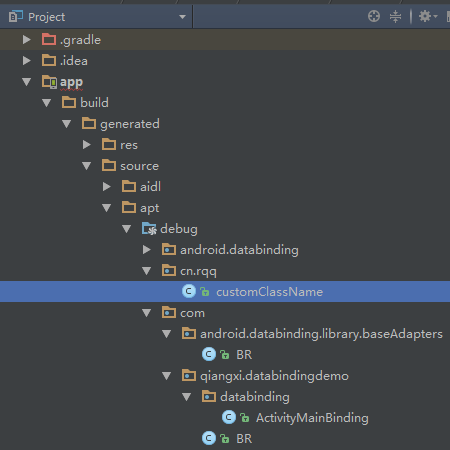 Project
.gradle
.idea
app
build
generated
res
source
aidl
apt
debug
android.databinding
cn.rqq
customClassName
com
android.databinding.library.baseAdapters
BR
qiangxi.databindingdemo
databinding
ActivityMainBinding
BR